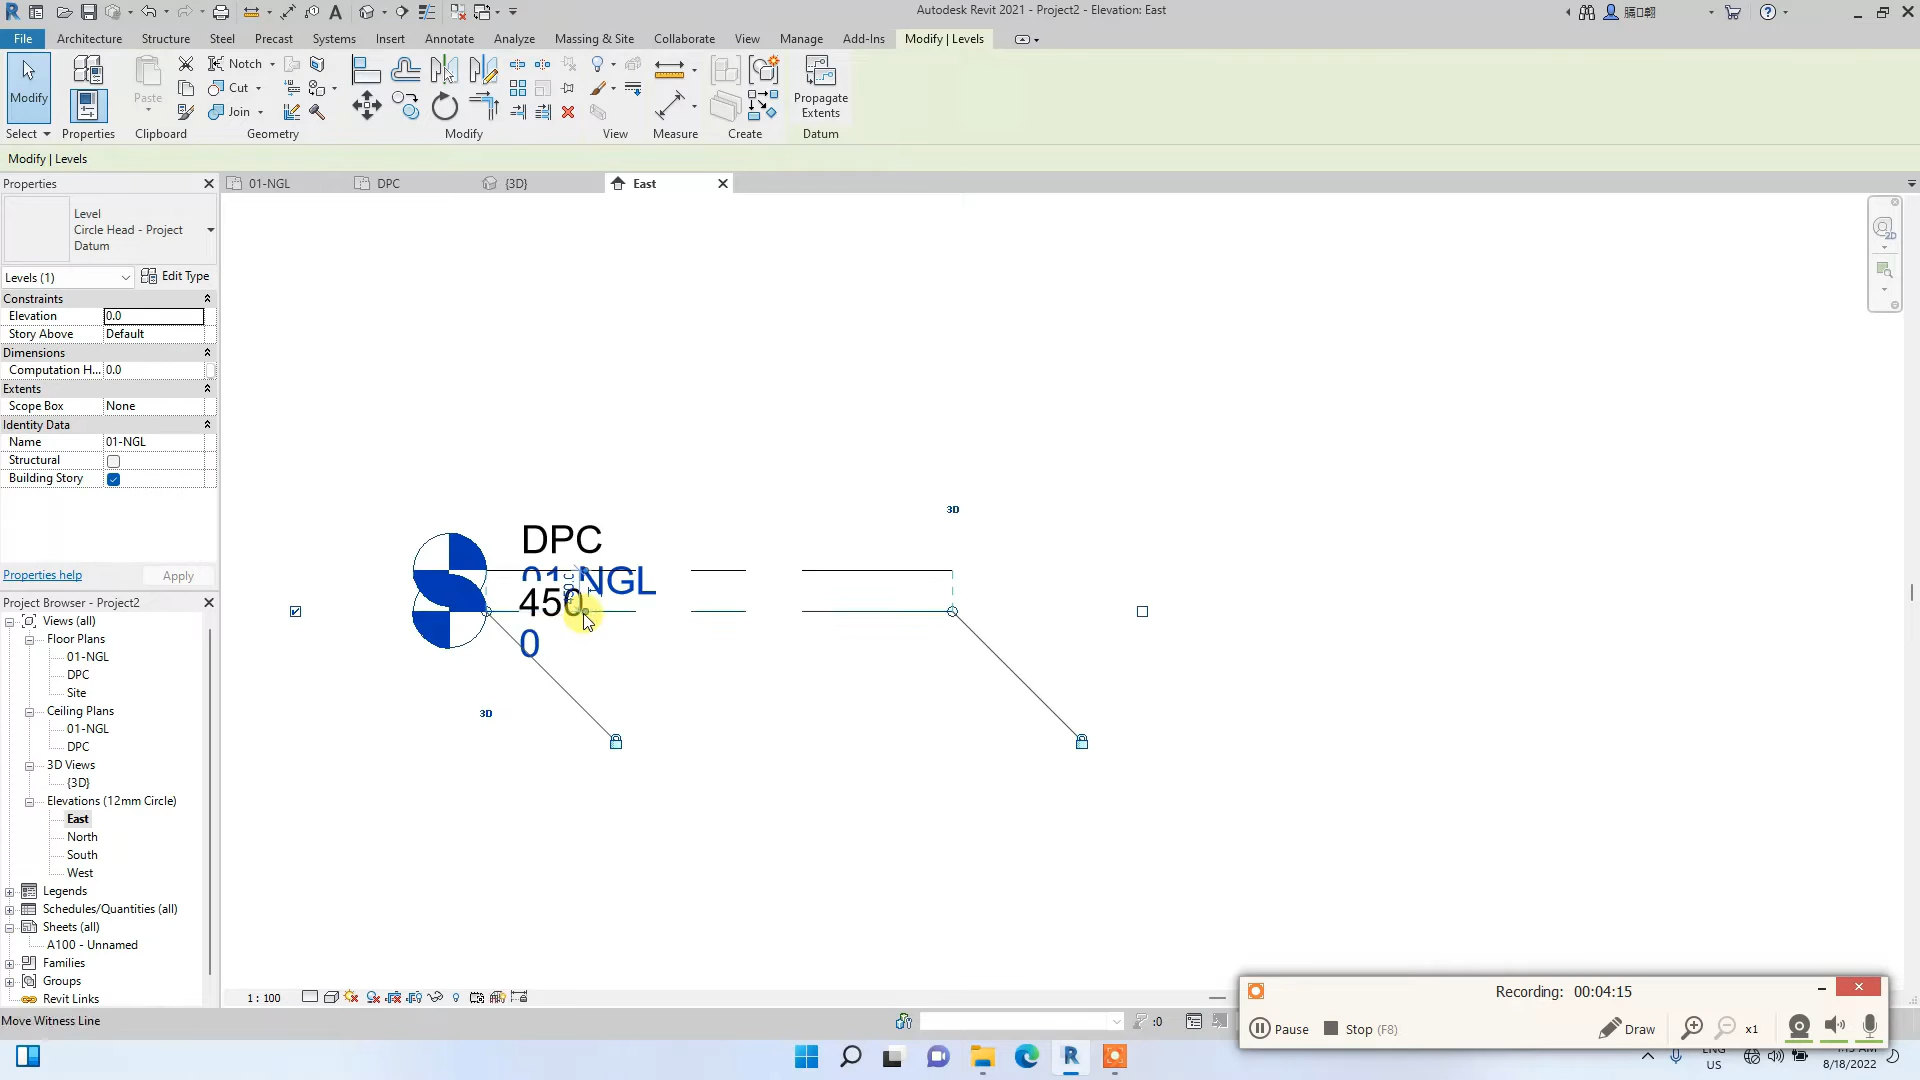 Autodesk Revit 2021 - Project2 - Elevation: East
File Architecture Structure Steel Precast Systems Insert Annotate Analyze Massing & Site Collaborate View Manage Add-Ins Modify | Levels
Modify
Paste
Notch
Cut
Join
Propagate
Extents
Select Properties Clipboard Geometry Modify View Measure Create Datum
Modify | Levels
Properties
01-NGL DPC {3D} East
Level
Circle Head - Project
Datum
Levels (1) Edit Type
Constraints
Elevation 0.0
Story Above Default
Dimensions
Computation H... 0.0
Extents
Scope Box None
Identity Data
Name 01-NGL
Structural
Building Story
Properties help Apply
Project Browser - Project2
Views (all)
Floor Plans
01-NGL
DPC
Site
Ceiling Plans
01-NGL
DPC
3D Views
{3D}
Elevations (12mm Circle)
East
North
South
West
Legends
Schedules/Quantities (all)
Sheets (all)
A100 - Unnamed
Families
Groups
Revit Links
3D
DPC
01-NGL
450
0
3D
2D
1 : 100
Move Witness Line
:0
Recording: 00:04:15
Pause Stop (F8) Draw x1
ENG
US
8/18/2022